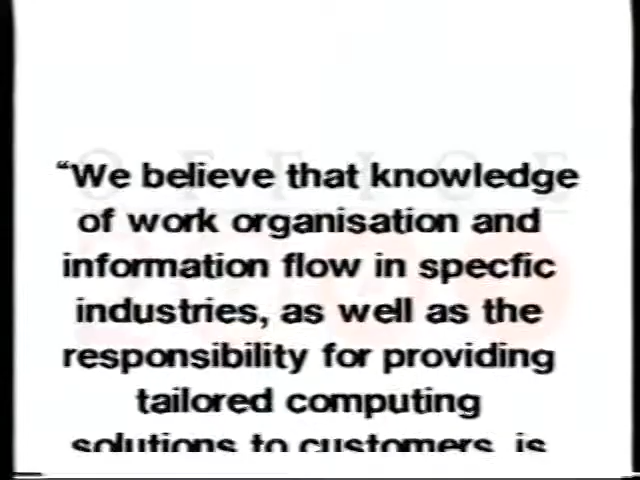 OFFICE
“We believe that knowledge
of work organisation and
information flow in specfic
industries, as well as the
responsibility for providing
tailored computing
solutions to customers, is